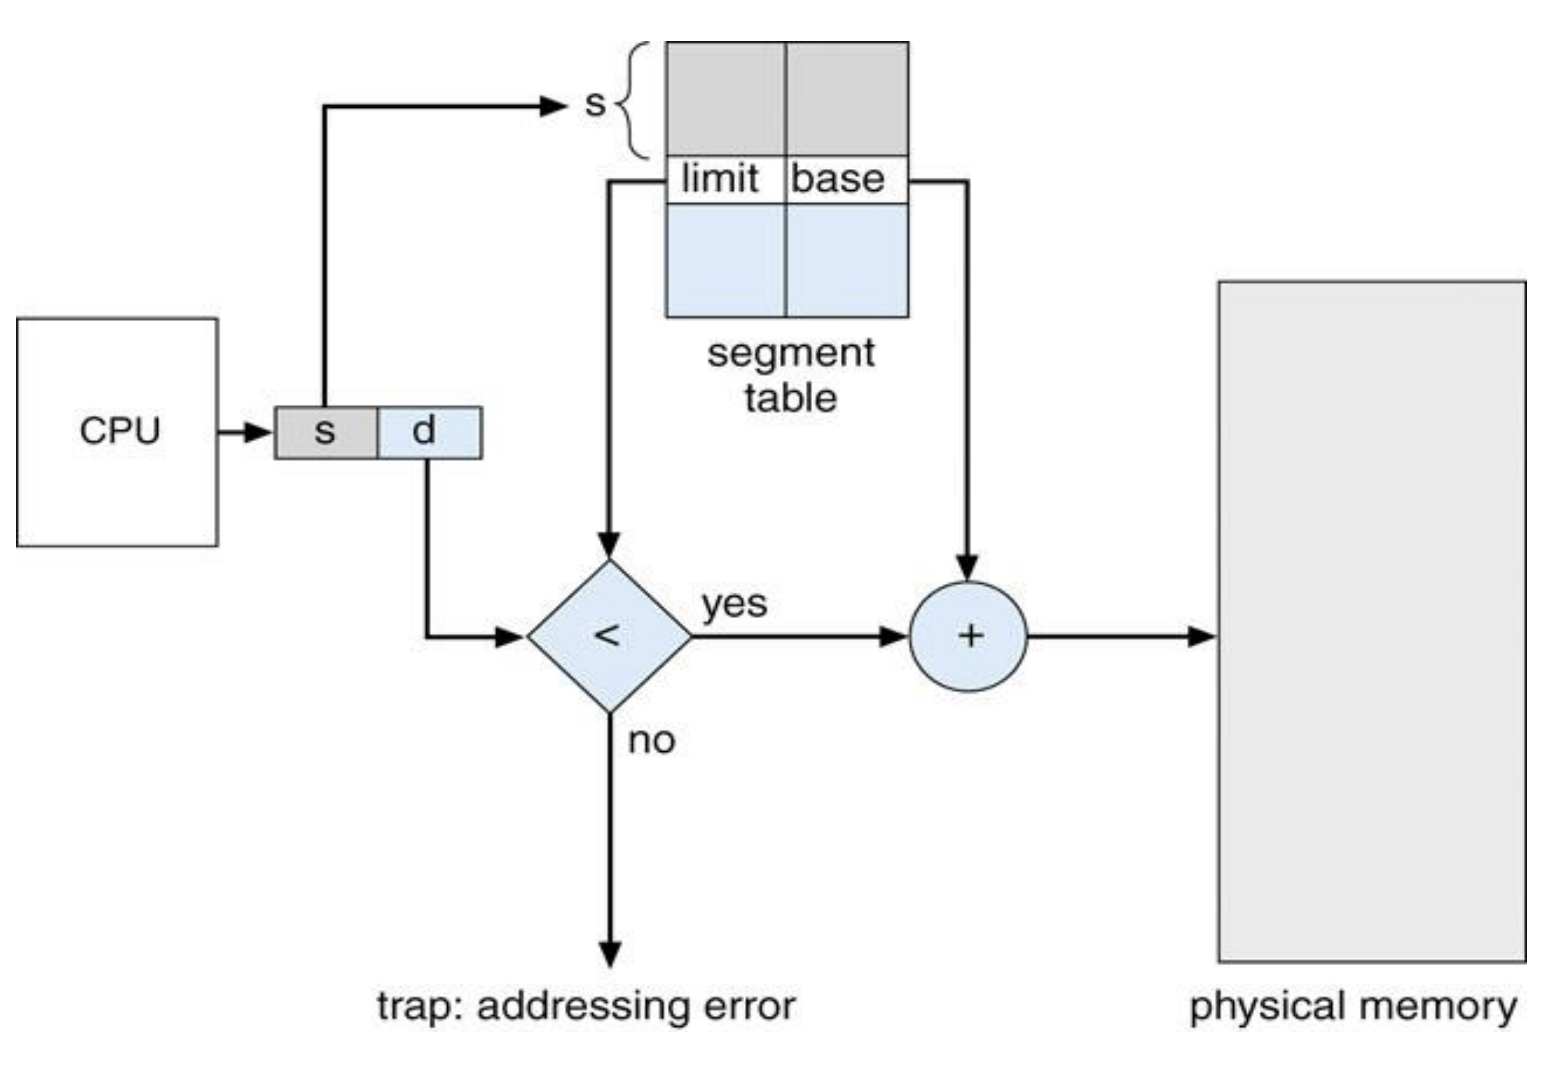 s
limit
base
segment
table
CPU
s
d
<
yes
+
no
trap: addressing error
physical memory